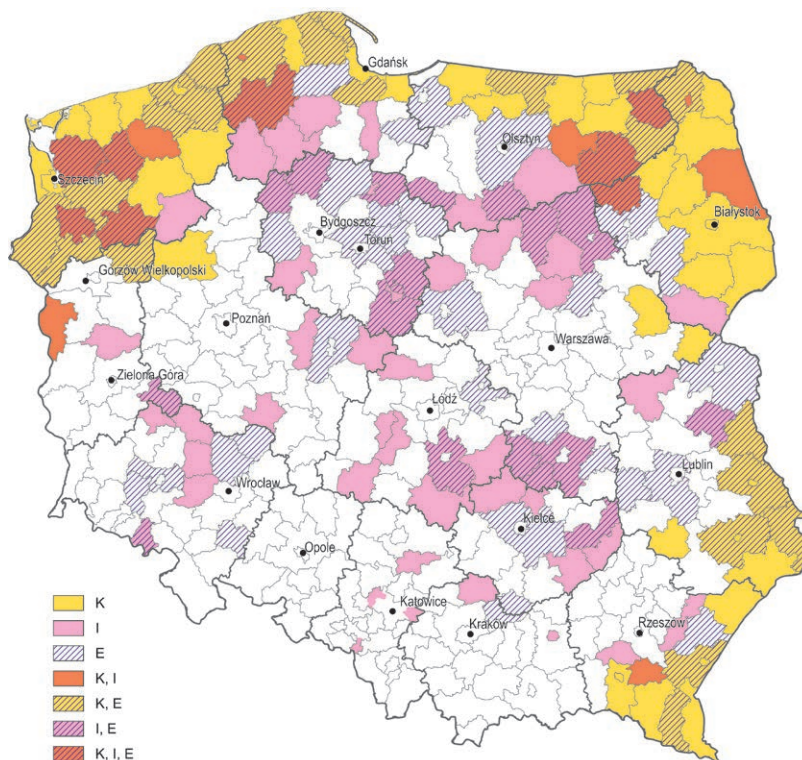 Gdańsk
Olsztyn
Szczecin
Białystok
Bydgoszcz
Toruń
Gorzów Wielkopolski
Poznań
Warszawa
Zielona Góra
Łódź
Lublin
Wrocław
Kielce
Opole
Katowice
Kraków
Rzeszów
K
I
E
K, I
K, E
I, E
K, I, E